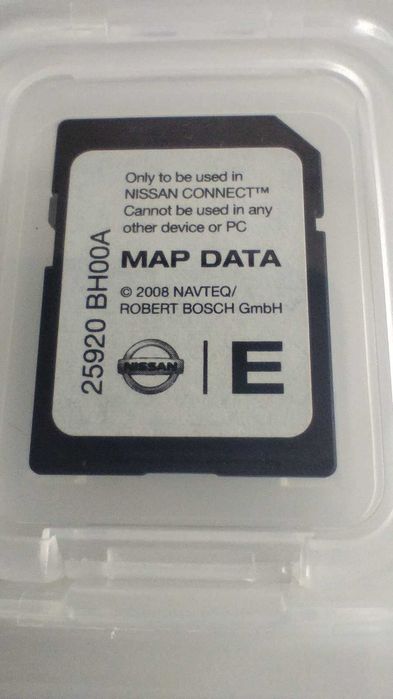 Only to be used in
NISSAN CONNECT™
Cannot be used in any
other device or PC
MAP DATA
© 2008 NAVTEQ/
ROBERT BOSCH GmbH
25920 BH00A
NISSAN
E